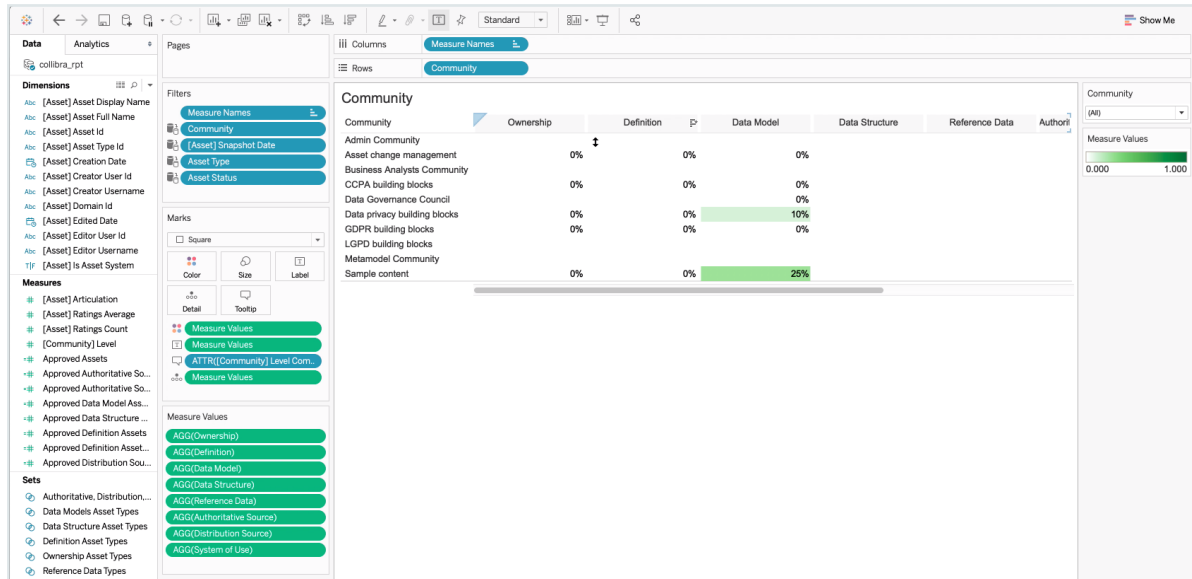 Standard
Show Me
Data
Analytics
collibra_rpt
Dimensions
Abc [Asset] Asset Display Name
Abc [Asset] Asset Full Name
Abc [Asset] Asset Id
Abc [Asset] Asset Type Id
[Asset] Creation Date
Abc [Asset] Creator User Id
Abc [Asset] Creator Username
Abc [Asset] Domain Id
[Asset] Edited Date
Abc [Asset] Editor User Id
Abc [Asset] Editor Username
T|F [Asset] Is Asset System
Measures
# [Asset] Articulation
# [Asset] Ratings Average
# [Asset] Ratings Count
# [Community] Level
=# Approved Assets
=# Approved Authoritative So...
=# Approved Authoritative So...
=# Approved Data Model Ass...
=# Approved Data Structure ...
=# Approved Definition Assets
=# Approved Definition Asset...
=# Approved Distribution Sou...
Sets
Authoritative, Distribution,...
Data Models Asset Types
Data Structure Asset Types
Definition Asset Types
Ownership Asset Types
Reference Data Types
Pages
Filters
Measure Names
Community
[Asset] Snapshot Date
Asset Type
Asset Status
Marks
Square
Color Size Label
Detail Tooltip
Measure Values
Measure Values
ATTR([Community] Level Com..
Measure Values
Measure Values
AGG(Ownership)
AGG(Definition)
AGG(Data Model)
AGG(Data Structure)
AGG(Reference Data)
AGG(Authoritative Source)
AGG(Distribution Source)
AGG(System of Use)
Columns Measure Names
Rows Community
Community
Community Ownership Definition Data Model Data Structure Reference Data Authorit
Admin Community
Asset change management 0% 0% 0%
Business Analysts Community
CCPA building blocks 0% 0% 0%
Data Governance Council 0%
Data privacy building blocks 0% 0% 10%
GDPR building blocks 0% 0% 0%
LGPD building blocks
Metamodel Community
Sample content 0% 0% 25%
Community
(All)
Measure Values
0.000 1.000